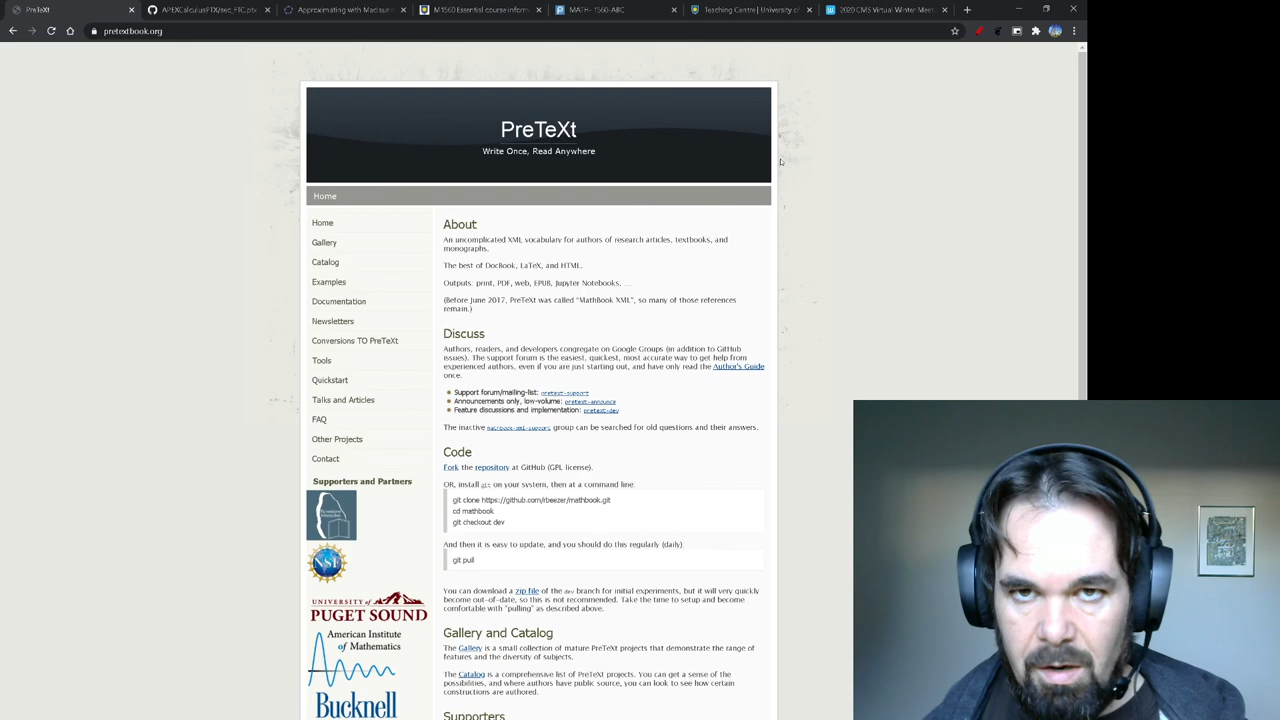 PreTeXt
APEXCalculusPTX/sec_FTC.ptx
Approximating with Maclaurin
M1560 Essential course inform
MATH- 1560-ABC
Teaching Centre | University of
2020 CMS Virtual Winter Meeti
pretextbook.org
PreTeXt
Write Once, Read Anywhere
Home
Home
Gallery
Catalog
Examples
Documentation
Newsletters
Conversions TO PreTeXt
Tools
Quickstart
Talks and Articles
FAQ
Other Projects
Contact
Supporters and Partners
NSF
UNIVERSITY of
PUGET SOUND
American Institute
of Mathematics
Bucknell
About
An uncomplicated XML vocabulary for authors of research articles, textbooks, and
monographs.
The best of DocBook, LaTeX, and HTML.
Outputs: print, PDF, web, EPUB, Jupyter Notebooks, ...
(Before June 2017, PreTeXt was called "MathBook XML", so many of those references
remain.)
Discuss
Authors, readers, and developers congregate on Google Groups (in addition to GitHub
issues). The support forum is the easiest, quickest, most accurate way to get help from
experienced authors, even if you are just starting out, and have only read the Author's Guide
once.
Support forum/mailing-list: pretext-support
Announcements only, low-volume: pretext-announce
Feature discussions and implementation: pretext-dev
The inactive mathbook-xml-support group can be searched for old questions and their answers.
Code
Fork the repository at GitHub (GPL license).
OR, install git on your system, then at a command line:
git clone https://github.com/rbeezer/mathbook.git
cd mathbook
git checkout dev
And then it is easy to update, and you should do this regularly (daily).
git pull
You can download a zip file of the dev branch for initial experiments, but it will very quickly
become out-of-date, so this is not recommended. Take the time to setup and become
comfortable with "pulling" as described above.
Gallery and Catalog
The Gallery is a small collection of mature PreTeXt projects that demonstrate the range of
features and the diversity of subjects.
The Catalog is a comprehensive list of PreTeXt projects. You can get a sense of the
possibilities, and where authors have public source, you can look to see how certain
constructions are authored.
Supporters